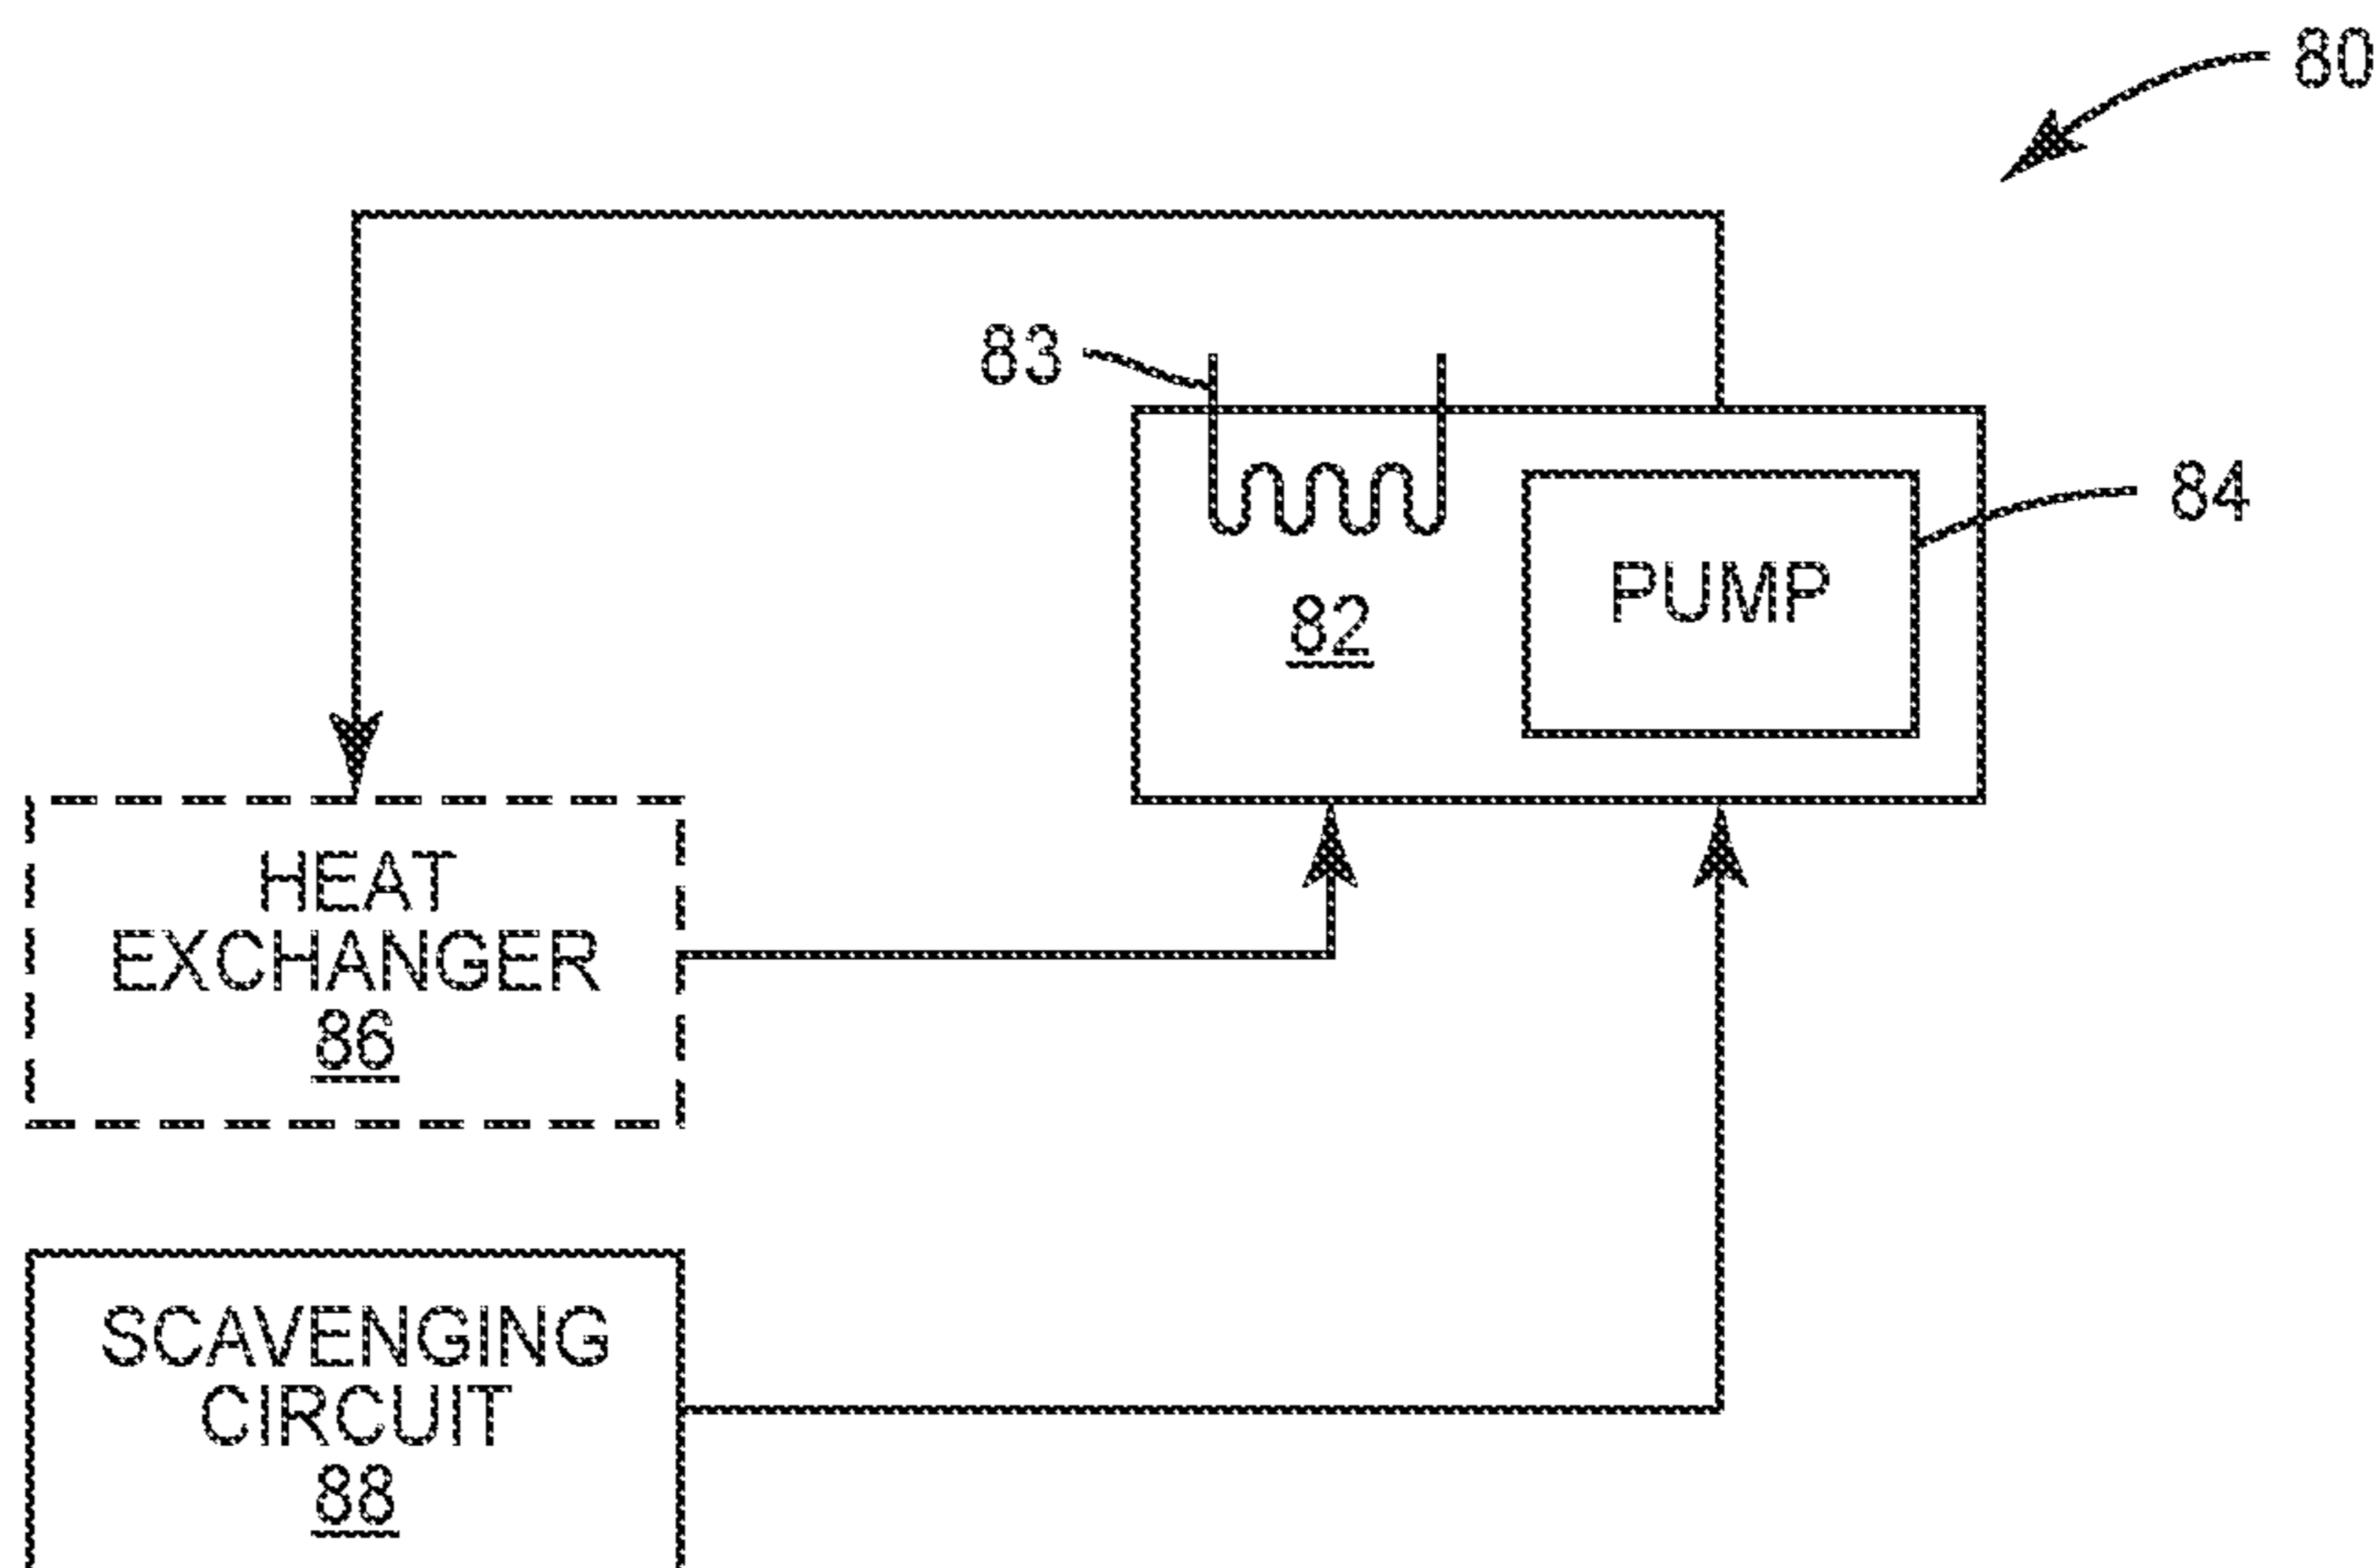 80
83
84
PUMP
82
HEAT
EXCHANGER
86
SCAVENGING
CIRCUIT
88